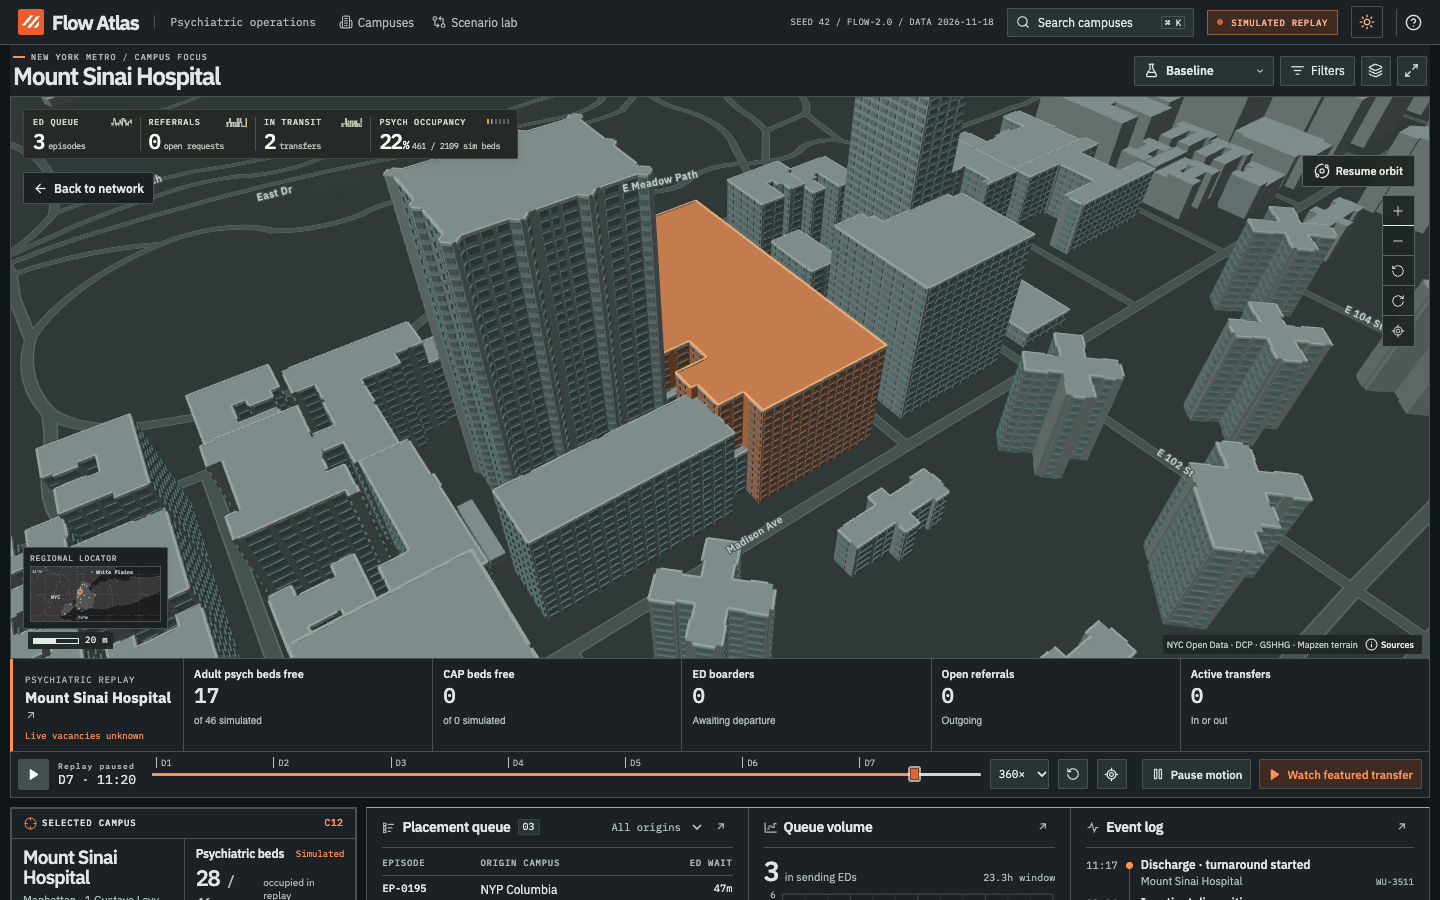 Flow Atlas
Psychiatric operations
Campuses
Scenario lab
SEED 42 / FLOW-2.0 / DATA 2026-11-18
Search campuses
⌘ K
SIMULATED REPLAY
NEW YORK METRO / CAMPUS FOCUS
Mount Sinai Hospital
Baseline
Filters
ED QUEUE
3 episodes
REFERRALS
0 open requests
IN TRANSIT
2 transfers
PSYCH OCCUPANCY
22% 461 / 2109 sim beds
Back to network
East Dr
E Meadow Path
Resume orbit
E 104 St
E 102 St
Madison Ave
REGIONAL LOCATOR
White Plains
NYC
20 m
NYC Open Data · DCP · GSHHG · Mapzen terrain
Sources
PSYCHIATRIC REPLAY
Mount Sinai Hospital
Live vacancies unknown
Adult psych beds free
17
of 46 simulated
CAP beds free
0
of 0 simulated
ED boarders
0
Awaiting departure
Open referrals
0
Outgoing
Active transfers
0
In or out
Replay paused
D7 · 11:20
D1
D2
D3
D4
D5
D6
D7
360×
Pause motion
Watch featured transfer
SELECTED CAMPUS
C12
Mount Sinai
Hospital
Psychiatric beds
Simulated
28 /
occupied in
replay
Placement queue 03
All origins
EPISODE
ORIGIN CAMPUS
ED WAIT
EP-0195
NYP Columbia
47m
Queue volume
3 in sending EDs
23.3h window
6
Event log
11:17
Discharge · turnaround started
Mount Sinai Hospital
WU-3511